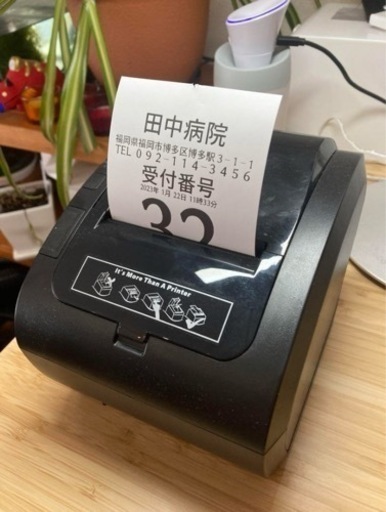 田中病院
福岡県福岡市博多区博多駅3-1-1
TEL 092-114-3456
受付番号
2023年 1月 22日 11時33分
32
It's More Than A Printer